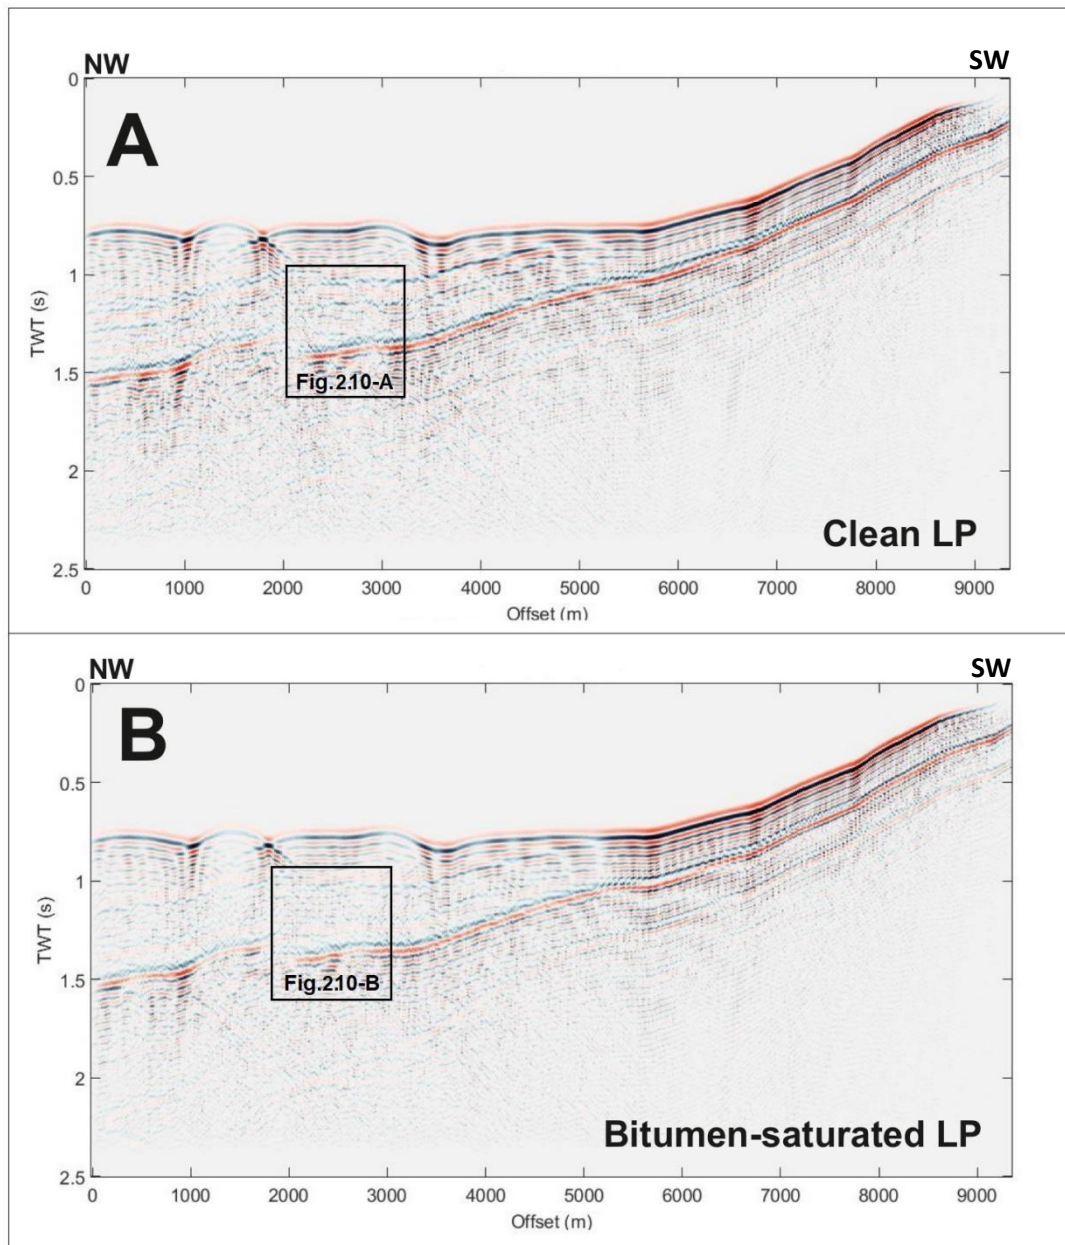 NW SW
0
A
0.5
1
TWT (s)
1.5
Fig.2.10-A
2
Clean LP
2.5
0 1000 2000 3000 4000 5000 6000 7000 8000 9000
Offset (m)
NW SW
0
B
0.5
1
TWT (s)
1.5
Fig.2.10-B
2
Bitumen-saturated LP
2.5
0 1000 2000 3000 4000 5000 6000 7000 8000 9000
Offset (m)